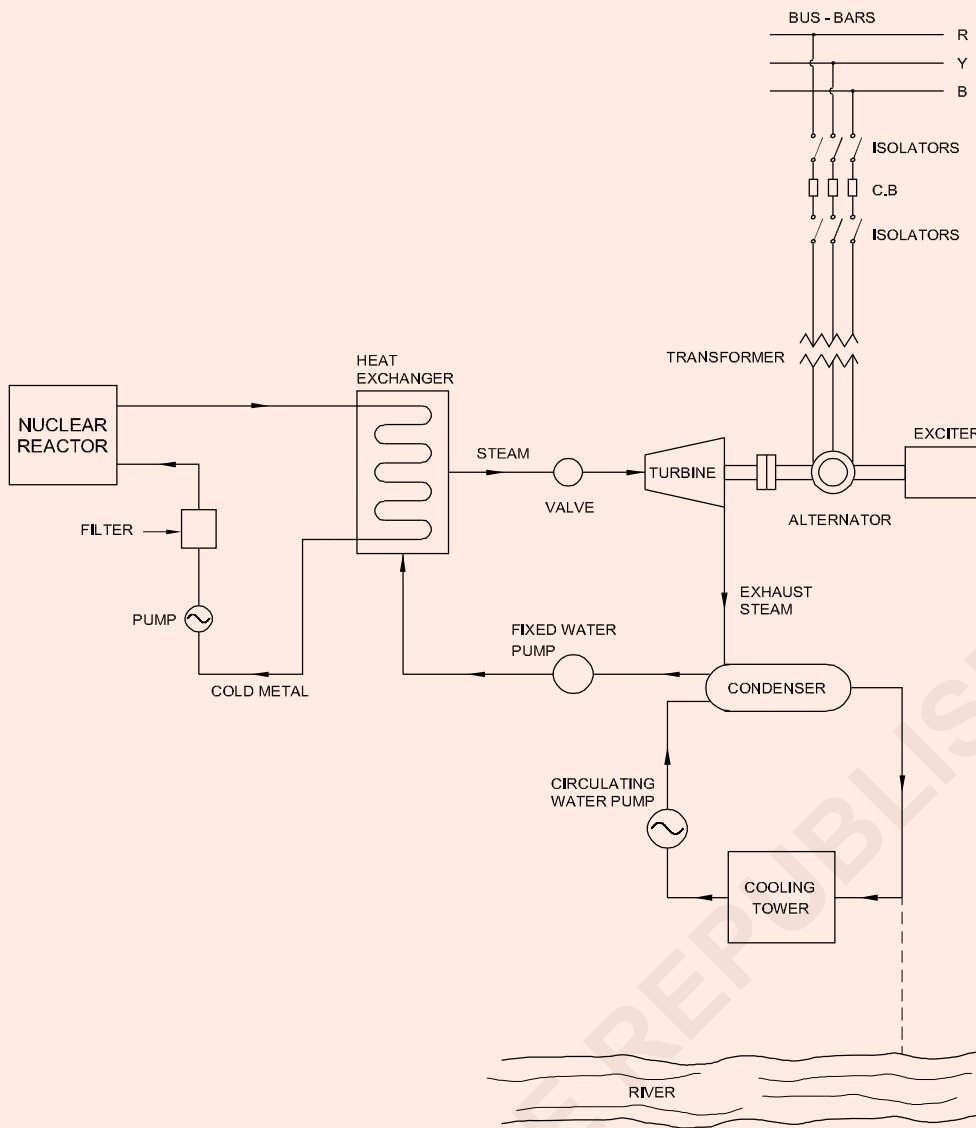 BUS - BARS
R
Y
B
ISOLATORS
C.B
ISOLATORS
TRANSFORMER
HEAT
EXCHANGER
NUCLEAR
REACTOR
STEAM
VALVE
TURBINE
EXCITER
ALTERNATOR
FILTER
PUMP
COLD METAL
EXHAUST
STEAM
FIXED WATER
PUMP
CONDENSER
CIRCULATING
WATER PUMP
COOLING
TOWER
RIVER